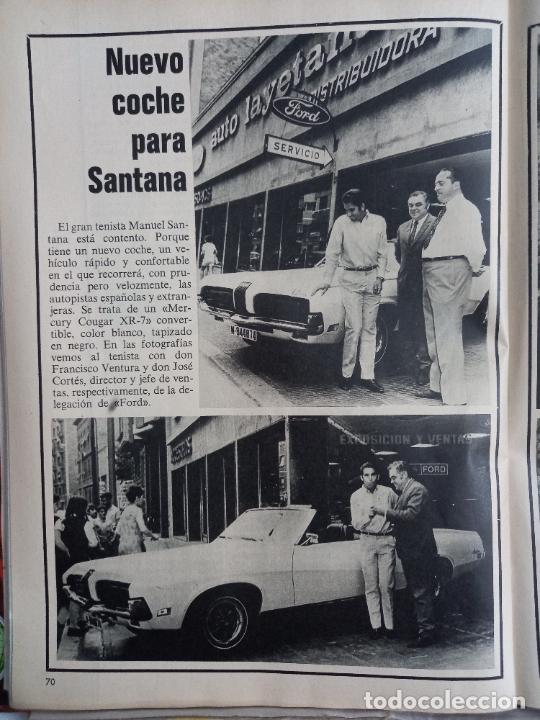 Nuevo
coche
para
Santana
El gran tenista Manuel San-
tana está contento. Porque
tiene un nuevo coche, un ve-
hículo rápido y confortable
en el que recorrerá, con pru-
dencia pero velozmente, las
autopistas españolas y extran-
jeras. Se trata de un «Mer-
cury Cougar XR-7» conver-
tible, color blanco, tapizado
en negro. En las fotografías
vemos al tenista con don
Francisco Ventura y don José
Cortés, director y jefe de ven-
tas, respectivamente, de la de-
legación de «Ford».
auto layetana
DISTRIBUIDORA
Ford
SERVICIO
EXPOSICION Y VENTAS
FORD
70
todocoleccion.net